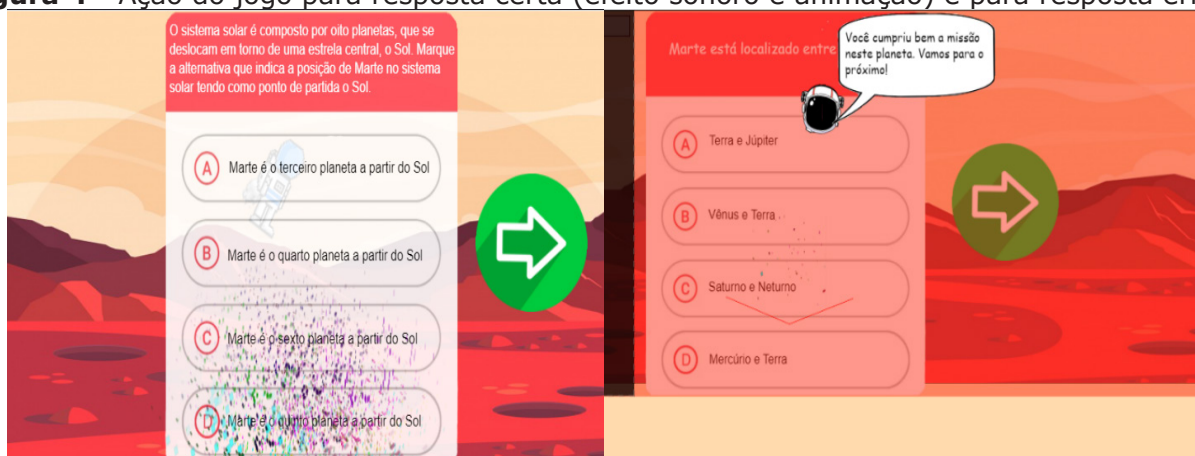 Ação do jogo para resposta certa (efeito sonoro e animação) e para resposta
O sistema solar é composto por oito planetas, que se
deslocam em torno de uma estrela central, o Sol. Marque
a alternativa que indica a posição de Marte no sistema
solar tendo como ponto de partida o Sol.
A Marte é o terceiro planeta a partir do Sol
B Marte é o quarto planeta a partir do Sol
C Marte é o sexto planeta a partir do Sol
D Marte é o quinto planeta a partir do Sol
Marte está localizado entre
Você cumpriu bem a missão
neste planeta. Vamos para o
próximo!
A Terra e Júpiter
B Vênus e Terra
C Saturno e Neturno
D Mercúrio e Terra